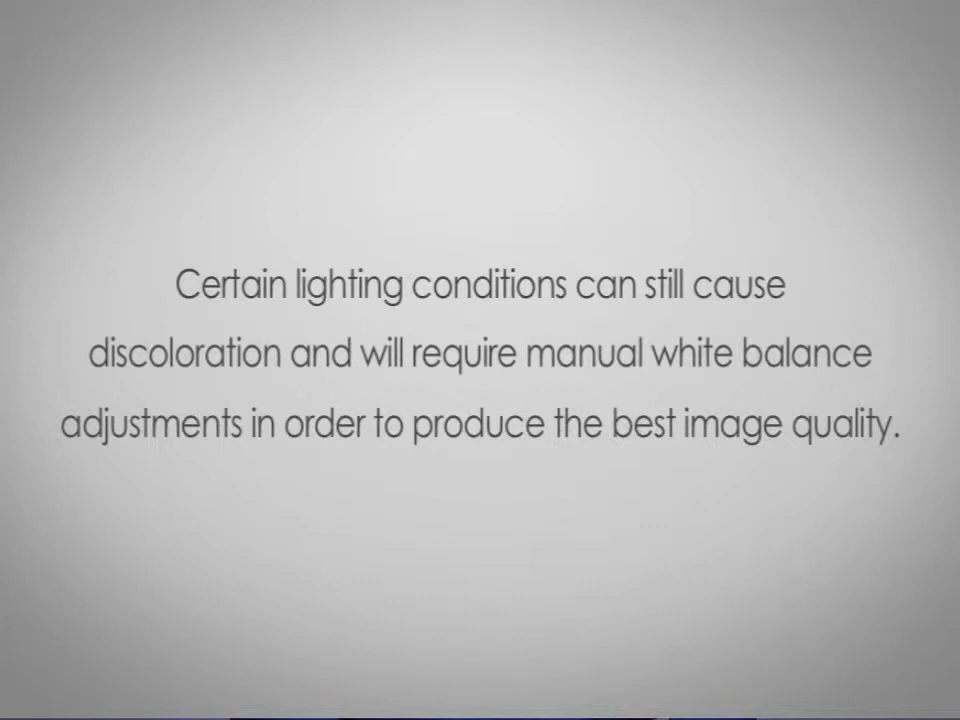 Certain lighting conditions can still cause
discoloration and will require manual white balance
adjustments in order to produce the best image quality.